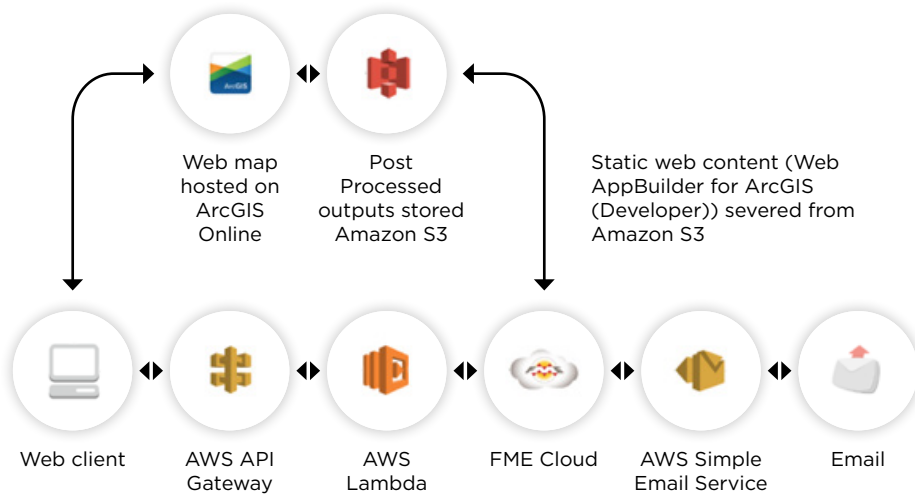 ArcGIS
Web map
hosted on
ArcGIS
Online
Post
Processed
outputs stored
Amazon S3
Static web content (Web
AppBuilder for ArcGIS
(Developer)) severed from
Amazon S3
Web client
AWS API
Gateway
AWS
Lambda
FME Cloud
AWS Simple
Email Service
Email